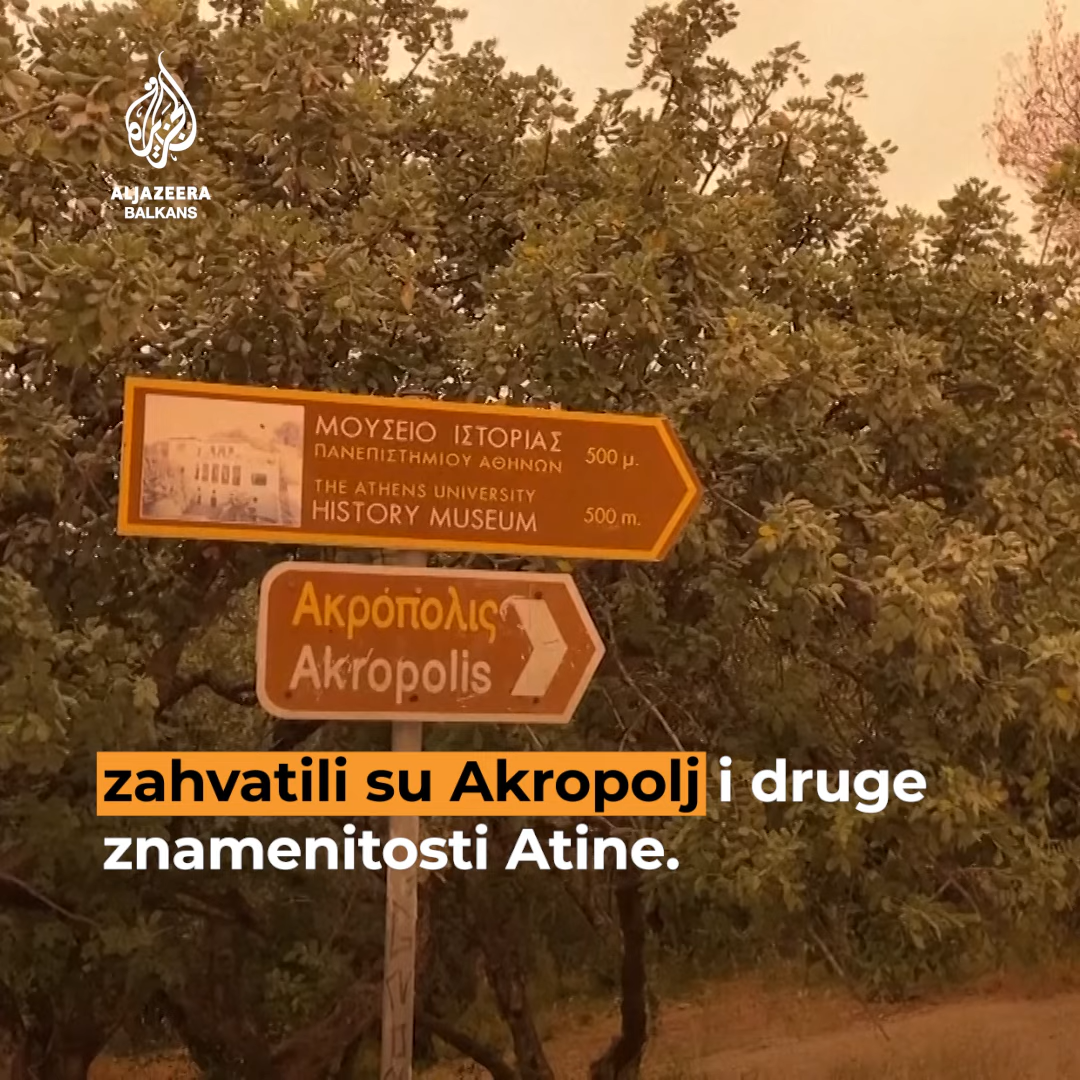 الجزيرة
ALJAZEERA
BALKANS
ΜΟΥΣΕΙΟ ΙΣΤΟΡΙΑΣ
ΠΑΝΕΠΙΣΤΗΜΙΟΥ ΑΘΗΝΩΝ
500 μ.
THE ATHENS UNIVERSITY
HISTORY MUSEUM
500 m.
Ακρόπολις
Akropolis
zahvatili su Akropolj i druge
znamenitosti Atine.